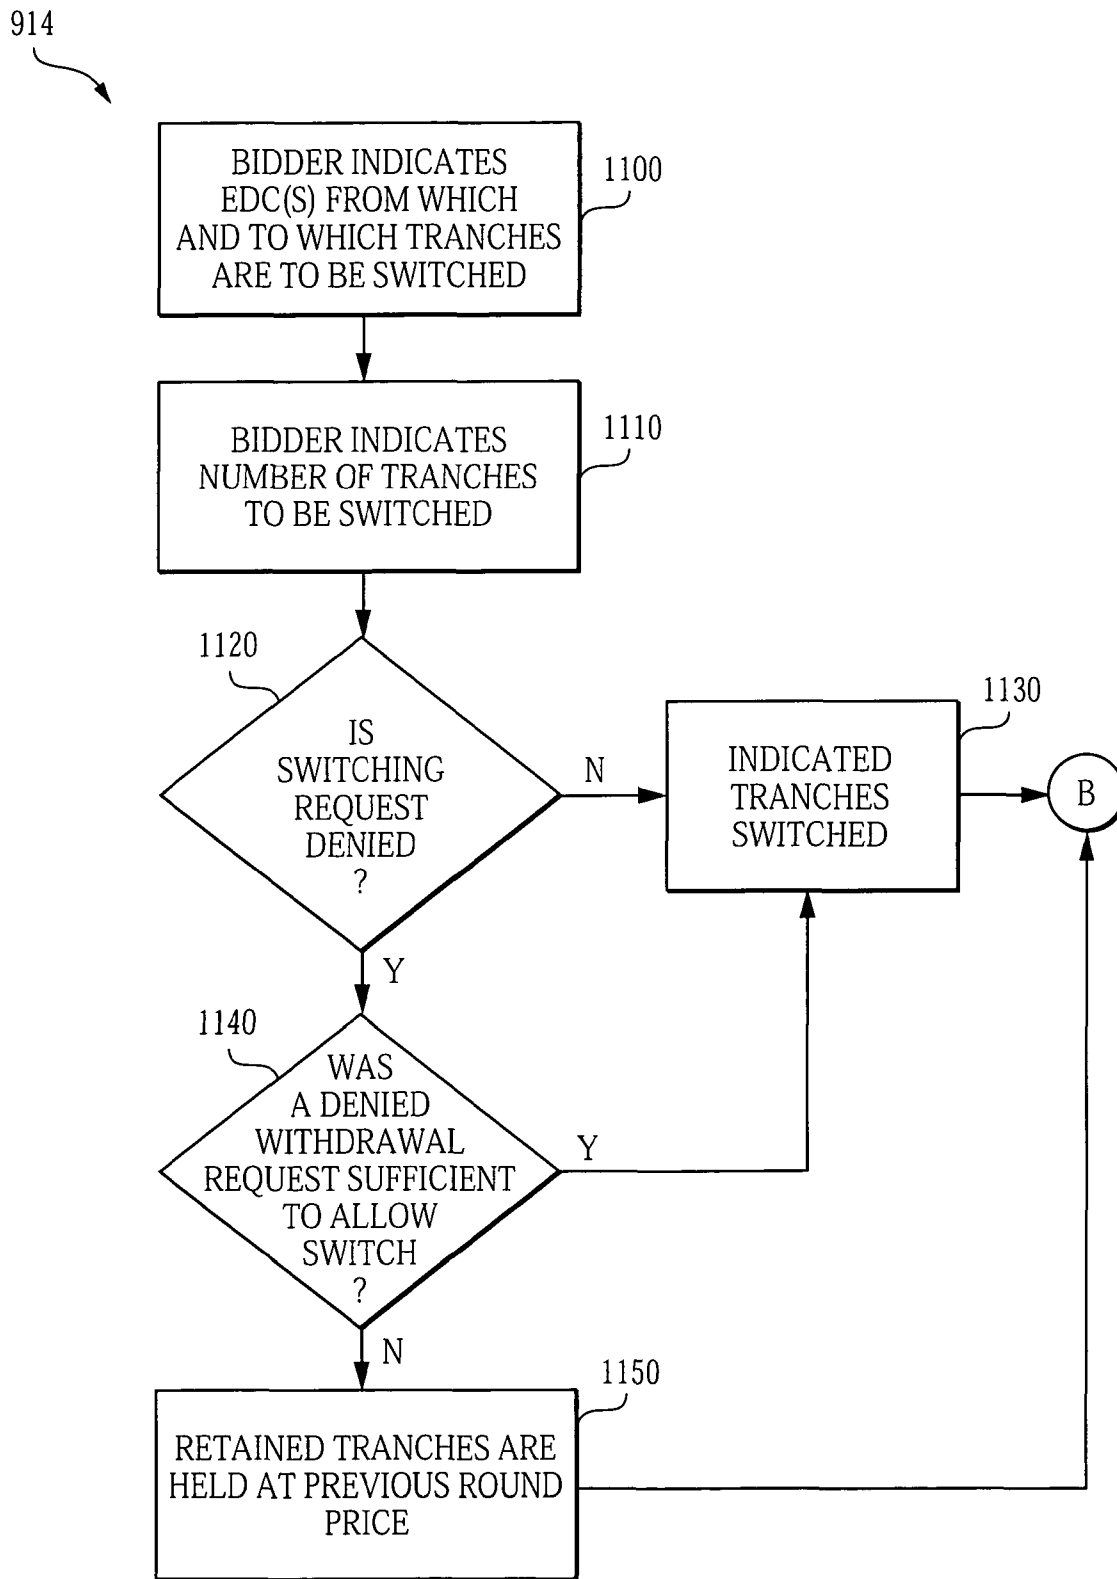 914
BIDDER INDICATES
EDC(S) FROM WHICH
AND TO WHICH TRANCHES
ARE TO BE SWITCHED
1100
BIDDER INDICATES
NUMBER OF TRANCHES
TO BE SWITCHED
1110
1120
IS
SWITCHING
REQUEST
DENIED
?
N
Y
INDICATED
TRANCHES
SWITCHED
1130
B
1140
WAS
A DENIED
WITHDRAWAL
REQUEST SUFFICIENT
TO ALLOW
SWITCH
?
Y
N
1150
RETAINED TRANCHES ARE
HELD AT PREVIOUS ROUND
PRICE